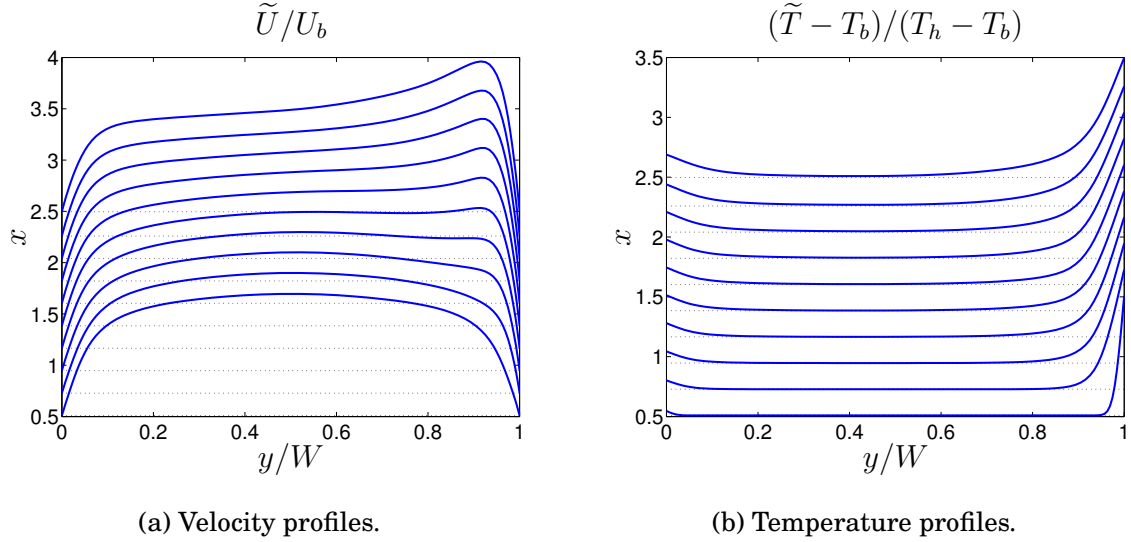 Ũ/U_b
4
3.5
3
2.5
2
1.5
1
0.5
x
0 0.2 0.4 0.6 0.8 1
y/W
(a) Velocity profiles.
(T̃ − T_b)/(T_h − T_b)
3.5
3
2.5
2
1.5
1
0.5
x
0 0.2 0.4 0.6 0.8 1
y/W
(b) Temperature profiles.